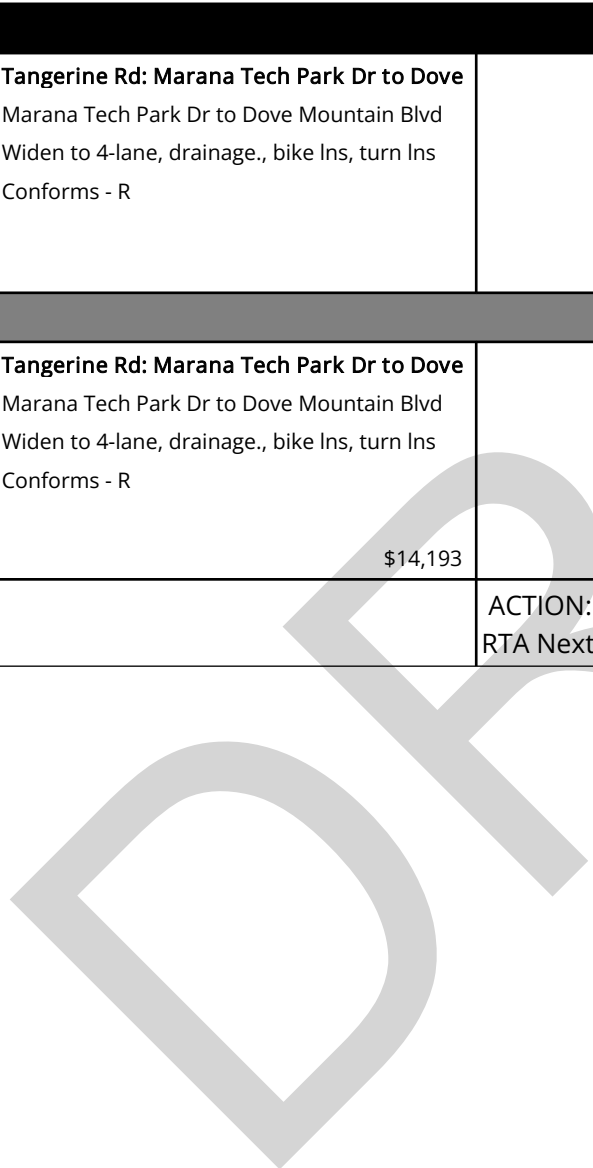 Tangerine Rd: Marana Tech Park Dr to Dove
Marana Tech Park Dr to Dove Mountain Blvd
Widen to 4-lane, drainage., bike lns, turn lns
Conforms - R
Tangerine Rd: Marana Tech Park Dr to Dove
Marana Tech Park Dr to Dove Mountain Blvd
Widen to 4-lane, drainage., bike lns, turn lns
Conforms - R
$14,193
ACTION:
RTA Next
DR